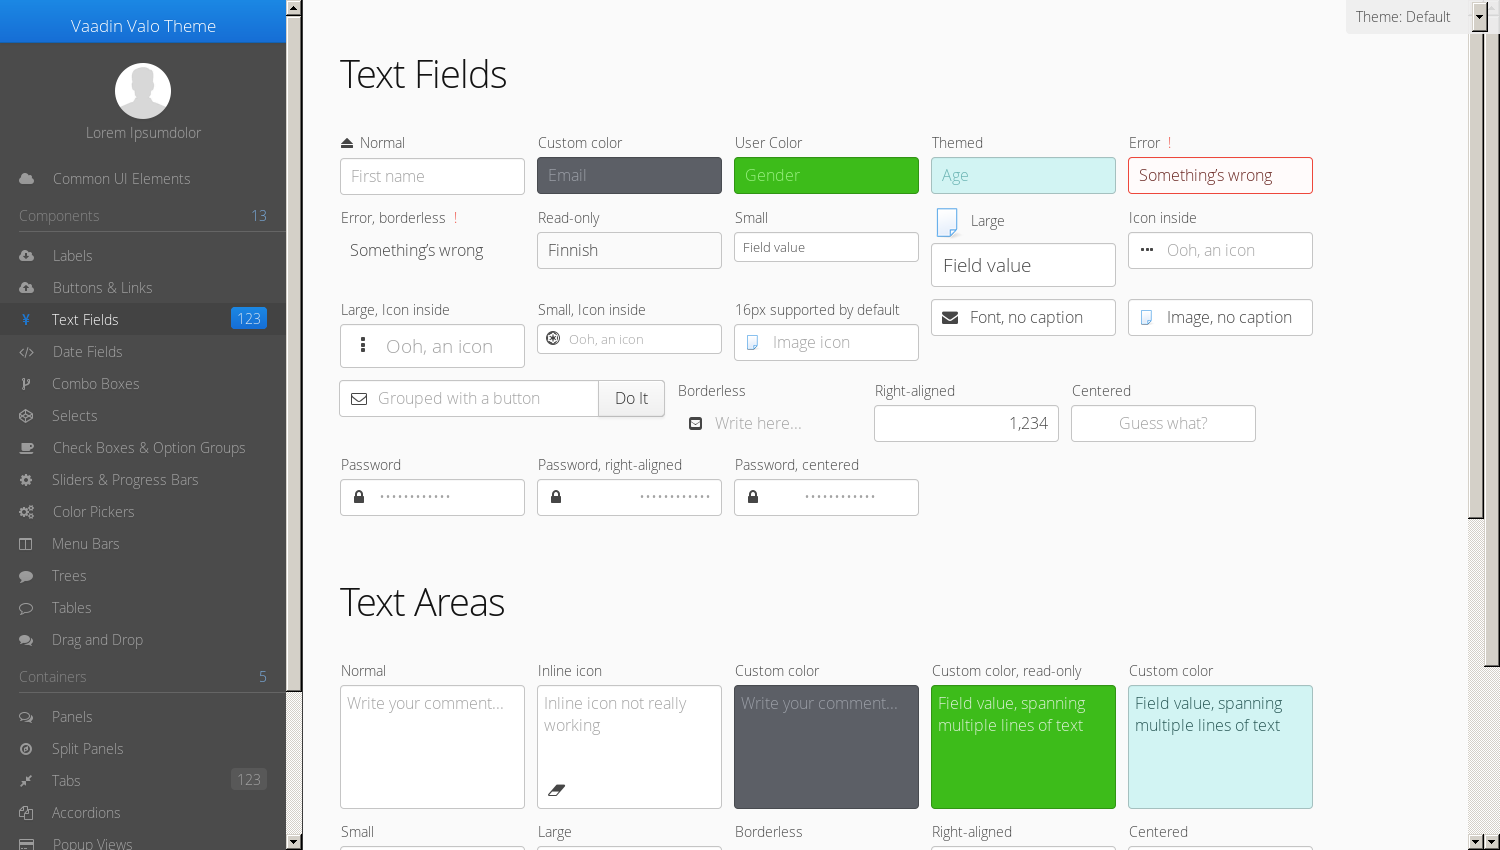 Vaadin Valo Theme
Lorem Ipsumdolor
Common UI Elements
Components 13
Labels
Buttons & Links
Text Fields 123
Date Fields
Combo Boxes
Selects
Check Boxes & Option Groups
Sliders & Progress Bars
Color Pickers
Menu Bars
Trees
Tables
Drag and Drop
Containers 5
Panels
Split Panels
Tabs 123
Accordions
Popup Views
Theme: Default
Text Fields
Normal Custom color User Color Themed Error !
First name Email Gender Age Something's wrong
Error, borderless ! Read-only Small Large Icon inside
Something's wrong Finnish Field value Field value Ooh, an icon
Large, Icon inside Small, Icon inside 16px supported by default Font, no caption Image, no caption
Ooh, an icon Ooh, an icon Image icon
Grouped with a button Do It
Borderless Right-aligned Centered
Write here... 1,234 Guess what?
Password Password, right-aligned Password, centered
•••••••••••• •••••••••••• ••••••••••••
Text Areas
Normal Inline icon Custom color Custom color, read-only Custom color
Write your comment... Inline icon not really Write your comment... Field value, spanning Field value, spanning
working multiple lines of text multiple lines of text
Small Large Borderless Right-aligned Centered